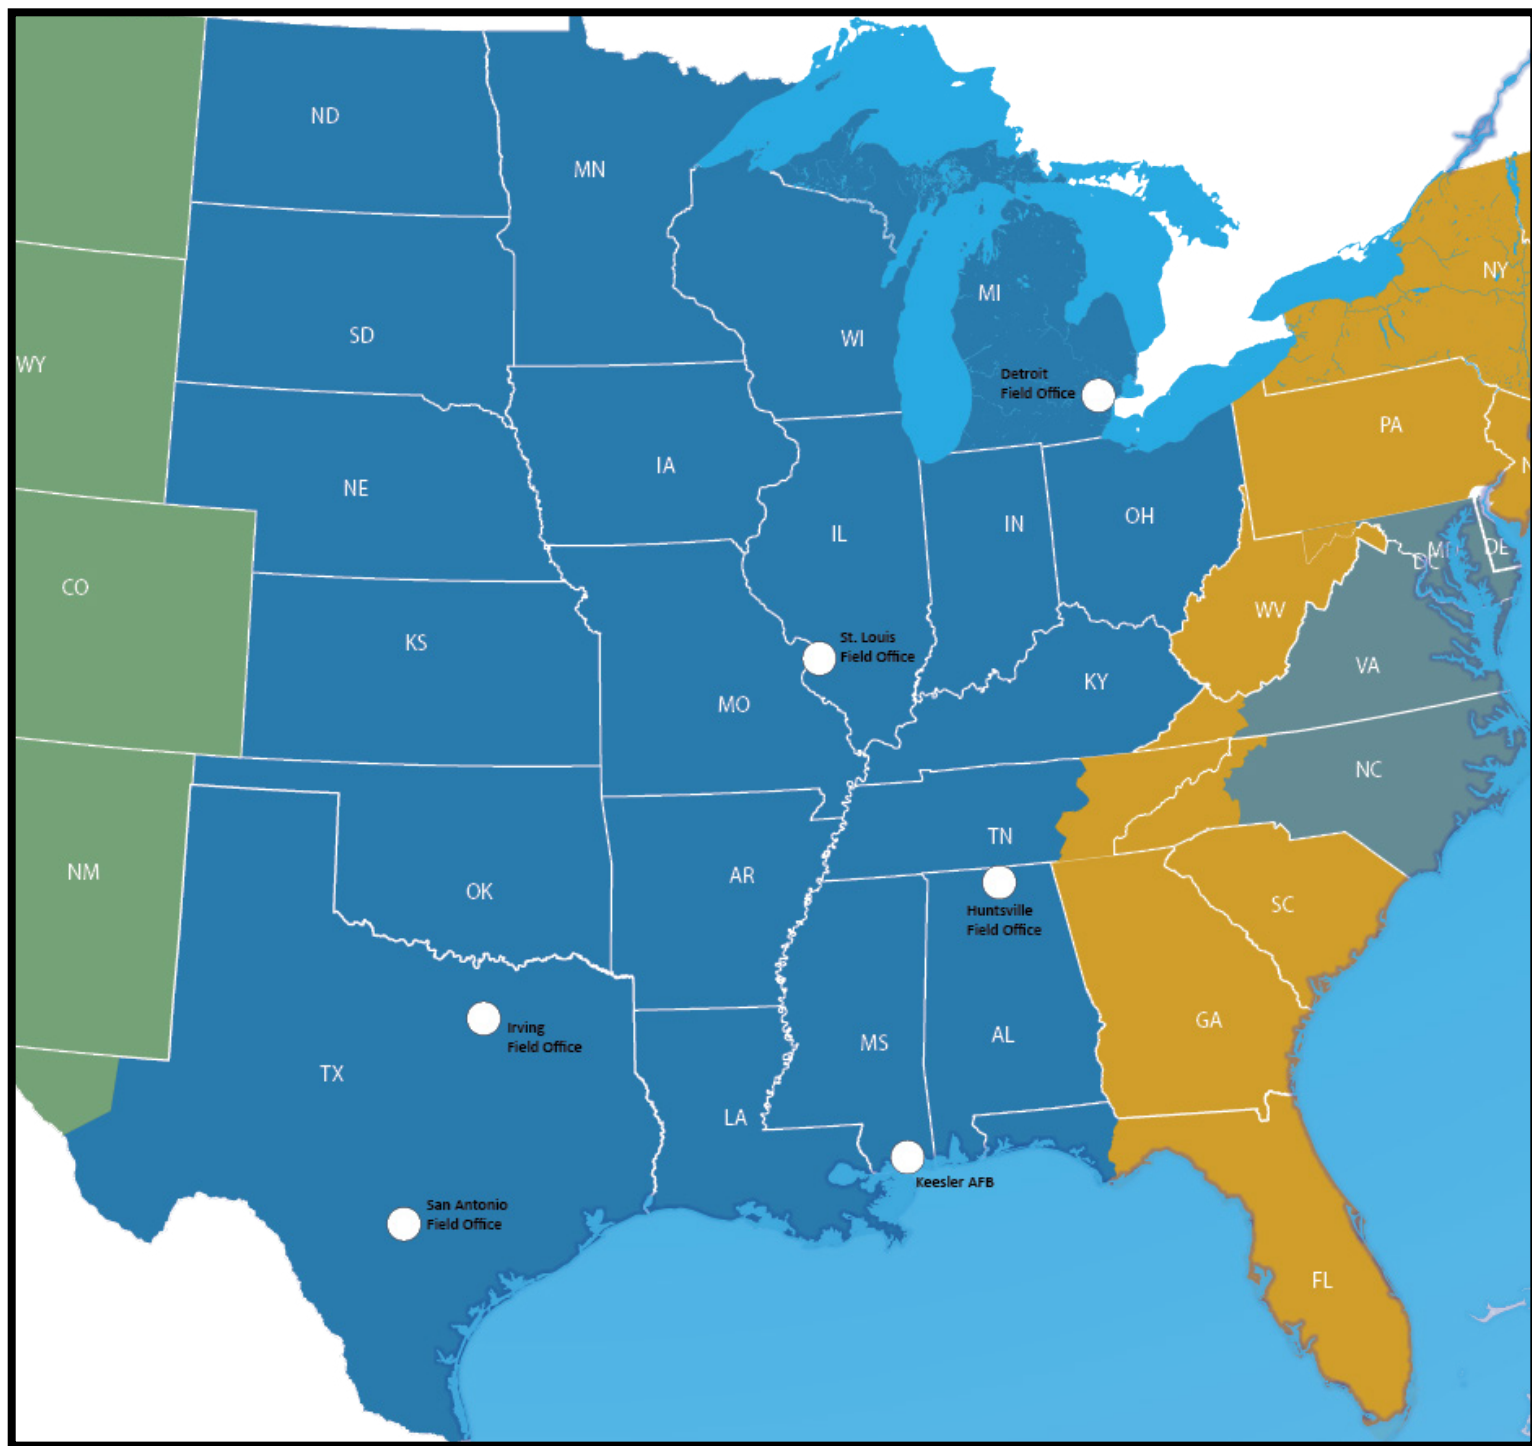 ND
MN
NY
MI
SD
WI
WY
Detroit
Field Office
PA
IA
N
NE
OH
IN
IL
MD
DE
DC
CO
WV
St. Louis
Field Office
KS
VA
KY
MO
NC
TN
NM
AR
OK
Huntsville
Field Office
SC
Irving
Field Office
GA
AL
MS
TX
LA
Keesler AFB
San Antonio
Field Office
FL